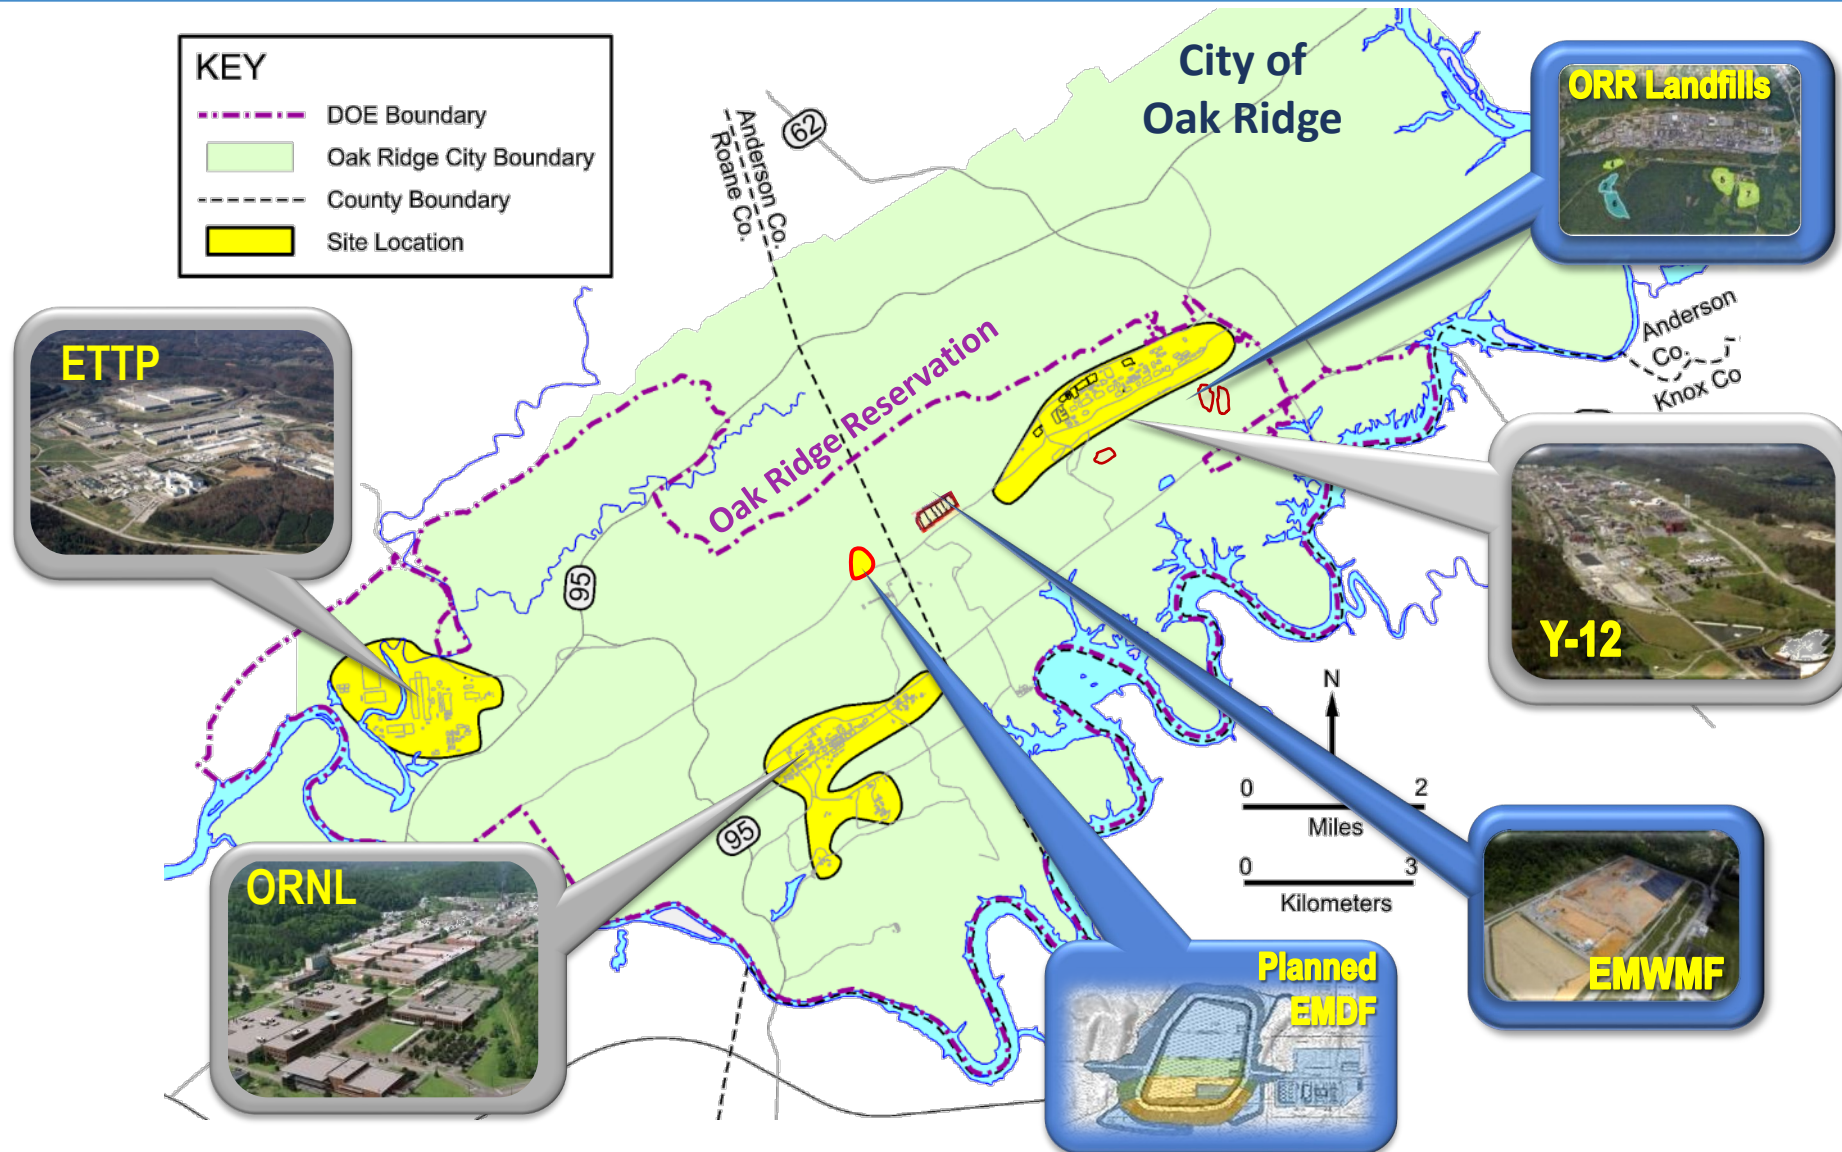 KEY
DOE Boundary
Oak Ridge City Boundary
County Boundary
Site Location
City of
Oak Ridge
62
Anderson Co.
Roane Co.
ORR Landfills
Anderson
Co.
Knox Co
ETTP
Oak Ridge Reservation
95
Y-12
N
0 2
Miles
0 3
Kilometers
95
ORNL
Planned
EMDF
EMWMF